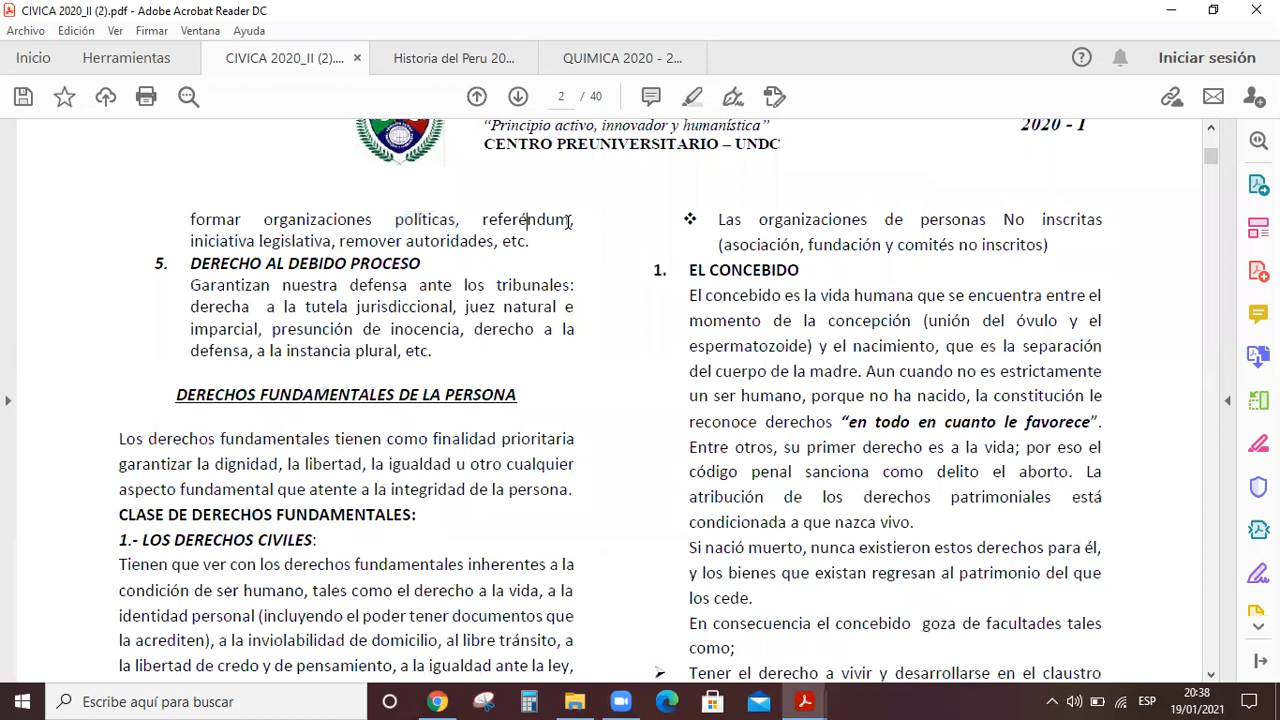 CIVICA 2020_II (2).pdf - Adobe Acrobat Reader DC
Archivo Edición Ver Firmar Ventana Ayuda
Inicio Herramientas CIVICA 2020_II (2).... × Historia del Peru 20... QUIMICA 2020 - 2... Iniciar sesión
2 / 40
“Principio activo, innovador y humanística”
CENTRO PREUNIVERSITARIO – UNDC
2020 - I
formar organizaciones políticas, referéndum,
iniciativa legislativa, remover autoridades, etc.
5. DERECHO AL DEBIDO PROCESO
Garantizan nuestra defensa ante los tribunales:
derecha a la tutela jurisdiccional, juez natural e
imparcial, presunción de inocencia, derecho a la
defensa, a la instancia plural, etc.
DERECHOS FUNDAMENTALES DE LA PERSONA
Los derechos fundamentales tienen como finalidad prioritaria
garantizar la dignidad, la libertad, la igualdad u otro cualquier
aspecto fundamental que atente a la integridad de la persona.
CLASE DE DERECHOS FUNDAMENTALES:
1.- LOS DERECHOS CIVILES:
Tienen que ver con los derechos fundamentales inherentes a la
condición de ser humano, tales como el derecho a la vida, a la
identidad personal (incluyendo el poder tener documentos que
la acrediten), a la inviolabilidad de domicilio, al libre tránsito, a
la libertad de credo y de pensamiento, a la igualdad ante la ley,
❖ Las organizaciones de personas No inscritas
(asociación, fundación y comités no inscritos)
1. EL CONCEBIDO
El concebido es la vida humana que se encuentra entre el
momento de la concepción (unión del óvulo y el
espermatozoide) y el nacimiento, que es la separación
del cuerpo de la madre. Aun cuando no es estrictamente
un ser humano, porque no ha nacido, la constitución le
reconoce derechos “en todo en cuanto le favorece”.
Entre otros, su primer derecho es a la vida; por eso el
código penal sanciona como delito el aborto. La
atribución de los derechos patrimoniales está
condicionada a que nazca vivo.
Si nació muerto, nunca existieron estos derechos para él,
y los bienes que existan regresan al patrimonio del que
los cede.
En consecuencia el concebido goza de facultades tales
como;
➢ Tener el derecho a vivir y desarrollarse en el claustro
Escribe aquí para buscar
ESP
20:38
19/01/2021